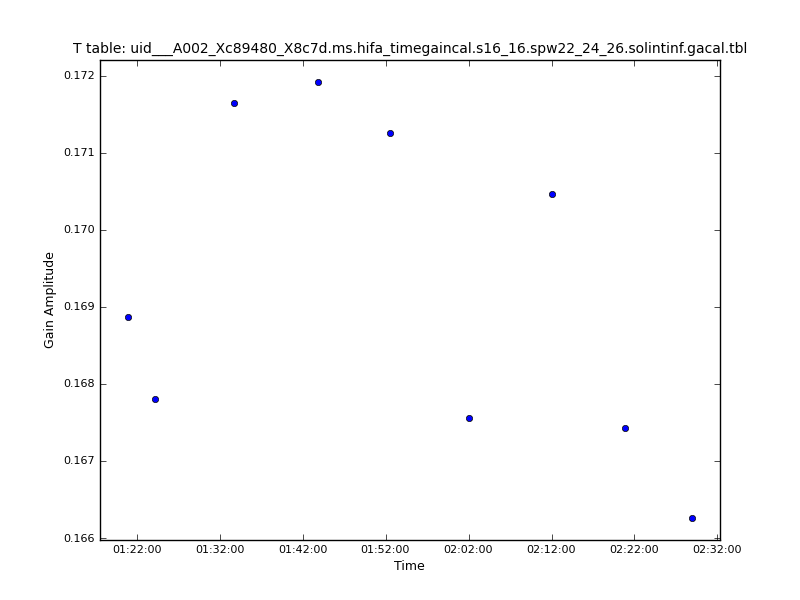 T table: uid___A002_Xc89480_X8c7d.ms.hifa_timegaincal.s16_16.spw22_24_26.solintinf.gacal.tbl
0.172
0.171
0.170
0.169
0.168
0.167
0.166
Gain Amplitude
01:22:00 01:32:00 01:42:00 01:52:00 02:02:00 02:12:00 02:22:00 02:32:00
Time